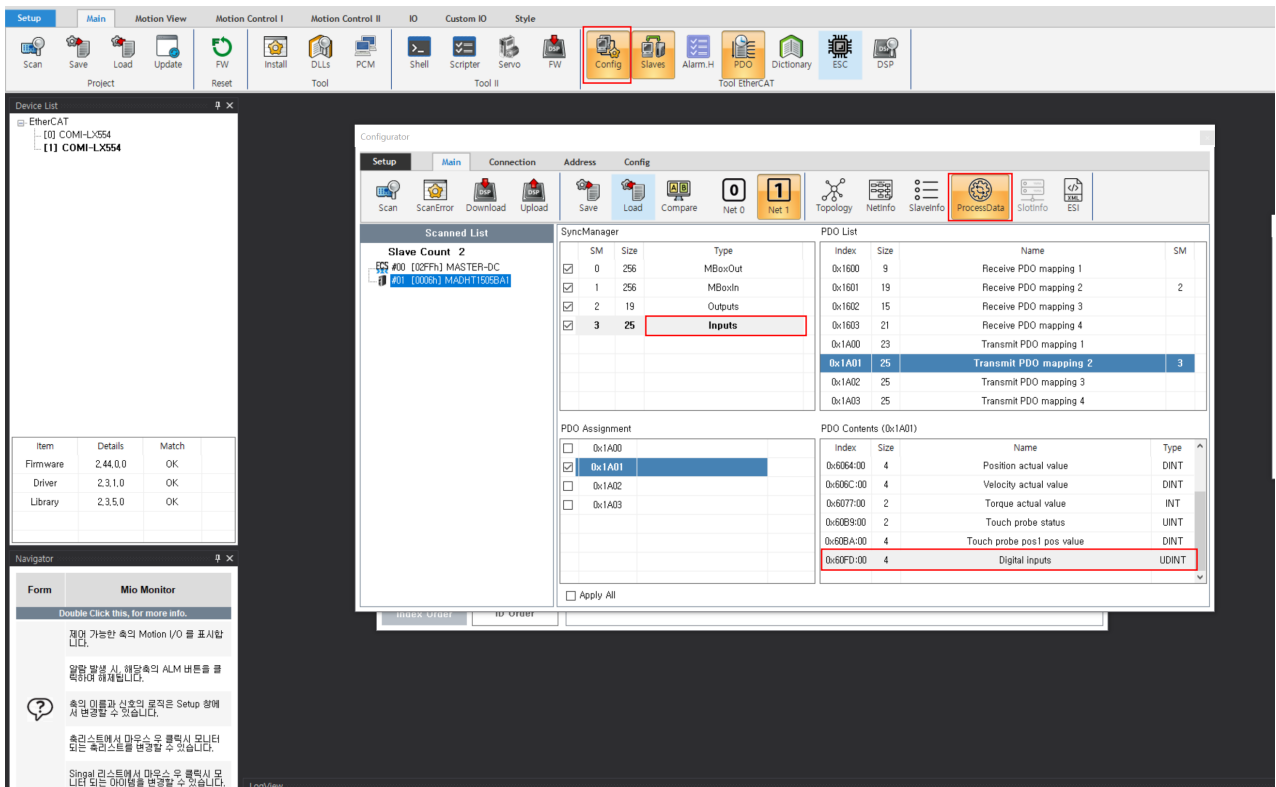 Setup Main Motion View Motion Control I Motion Control II IO Custom IO Style
Scan Save Load Update FW Install DLLs PCM Shell Scripter Servo FW Config Slaves Alarm.H PDO Dictionary ESC DSP
Project Reset Tool Tool II Tool EtherCAT
Device List
EtherCAT
[0] COMI-LX554
[1] COMI-LX554
Item Details Match
Firmware 2,44,0,0 OK
Driver 2,3,1,0 OK
Library 2,3,5,0 OK
Navigator
Form Mio Monitor
Double Click this, for more info.
제어 가능한 축의 Motion I/O 를 표시합
니다.
알람 발생 시, 해당축의 ALM 버튼을 클
릭하여 해제됩니다.
축의 이름과 신호의 로직은 Setup 창에
서 변경할 수 있습니다.
축리스트에서 마우스 우 클릭시 모니터
되는 축리스트를 변경할 수 있습니다.
Singal 리스트에서 마우스 우 클릭시 모
니터 되는 아이템을 변경할 수 있습니다.
Configurator
Setup Main Connection Address Config
Scan ScanError Download Upload Save Load Compare Net 0 Net 1 Topology NetInfo SlaveInfo ProcessData SlotInfo ESI
Scanned List
Slave Count 2
#00 [02FFh] MASTER-DC
#01 [0006h] MADHT1505BA1
SyncManager
SM Size Type
0 256 MBoxOut
1 256 MBoxIn
2 19 Outputs
3 25 Inputs
PDO List
Index Size Name SM
0x1600 9 Receive PDO mapping 1
0x1601 19 Receive PDO mapping 2 2
0x1602 15 Receive PDO mapping 3
0x1603 21 Receive PDO mapping 4
0x1A00 23 Transmit PDO mapping 1
0x1A01 25 Transmit PDO mapping 2 3
0x1A02 25 Transmit PDO mapping 3
0x1A03 25 Transmit PDO mapping 4
PDO Assignment
0x1A00
0x1A01
0x1A02
0x1A03
PDO Contents (0x1A01)
Index Size Name Type
0x6064:00 4 Position actual value DINT
0x606C:00 4 Velocity actual value DINT
0x6077:00 2 Torque actual value INT
0x60B9:00 2 Touch probe status UINT
0x60BA:00 4 Touch probe pos1 pos value DINT
0x60FD:00 4 Digital inputs UDINT
Apply All
Index Order ID Order
LogView